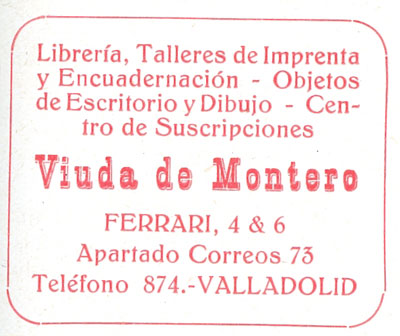 Librería, Talleres de Imprenta
y Encuadernación - Objetos
de Escritorio y Dibujo - Cen-
tro de Suscripciones
Viuda de Montero
FERRARI, 4 & 6
Apartado Correos 73
Teléfono 874.-VALLADOLID